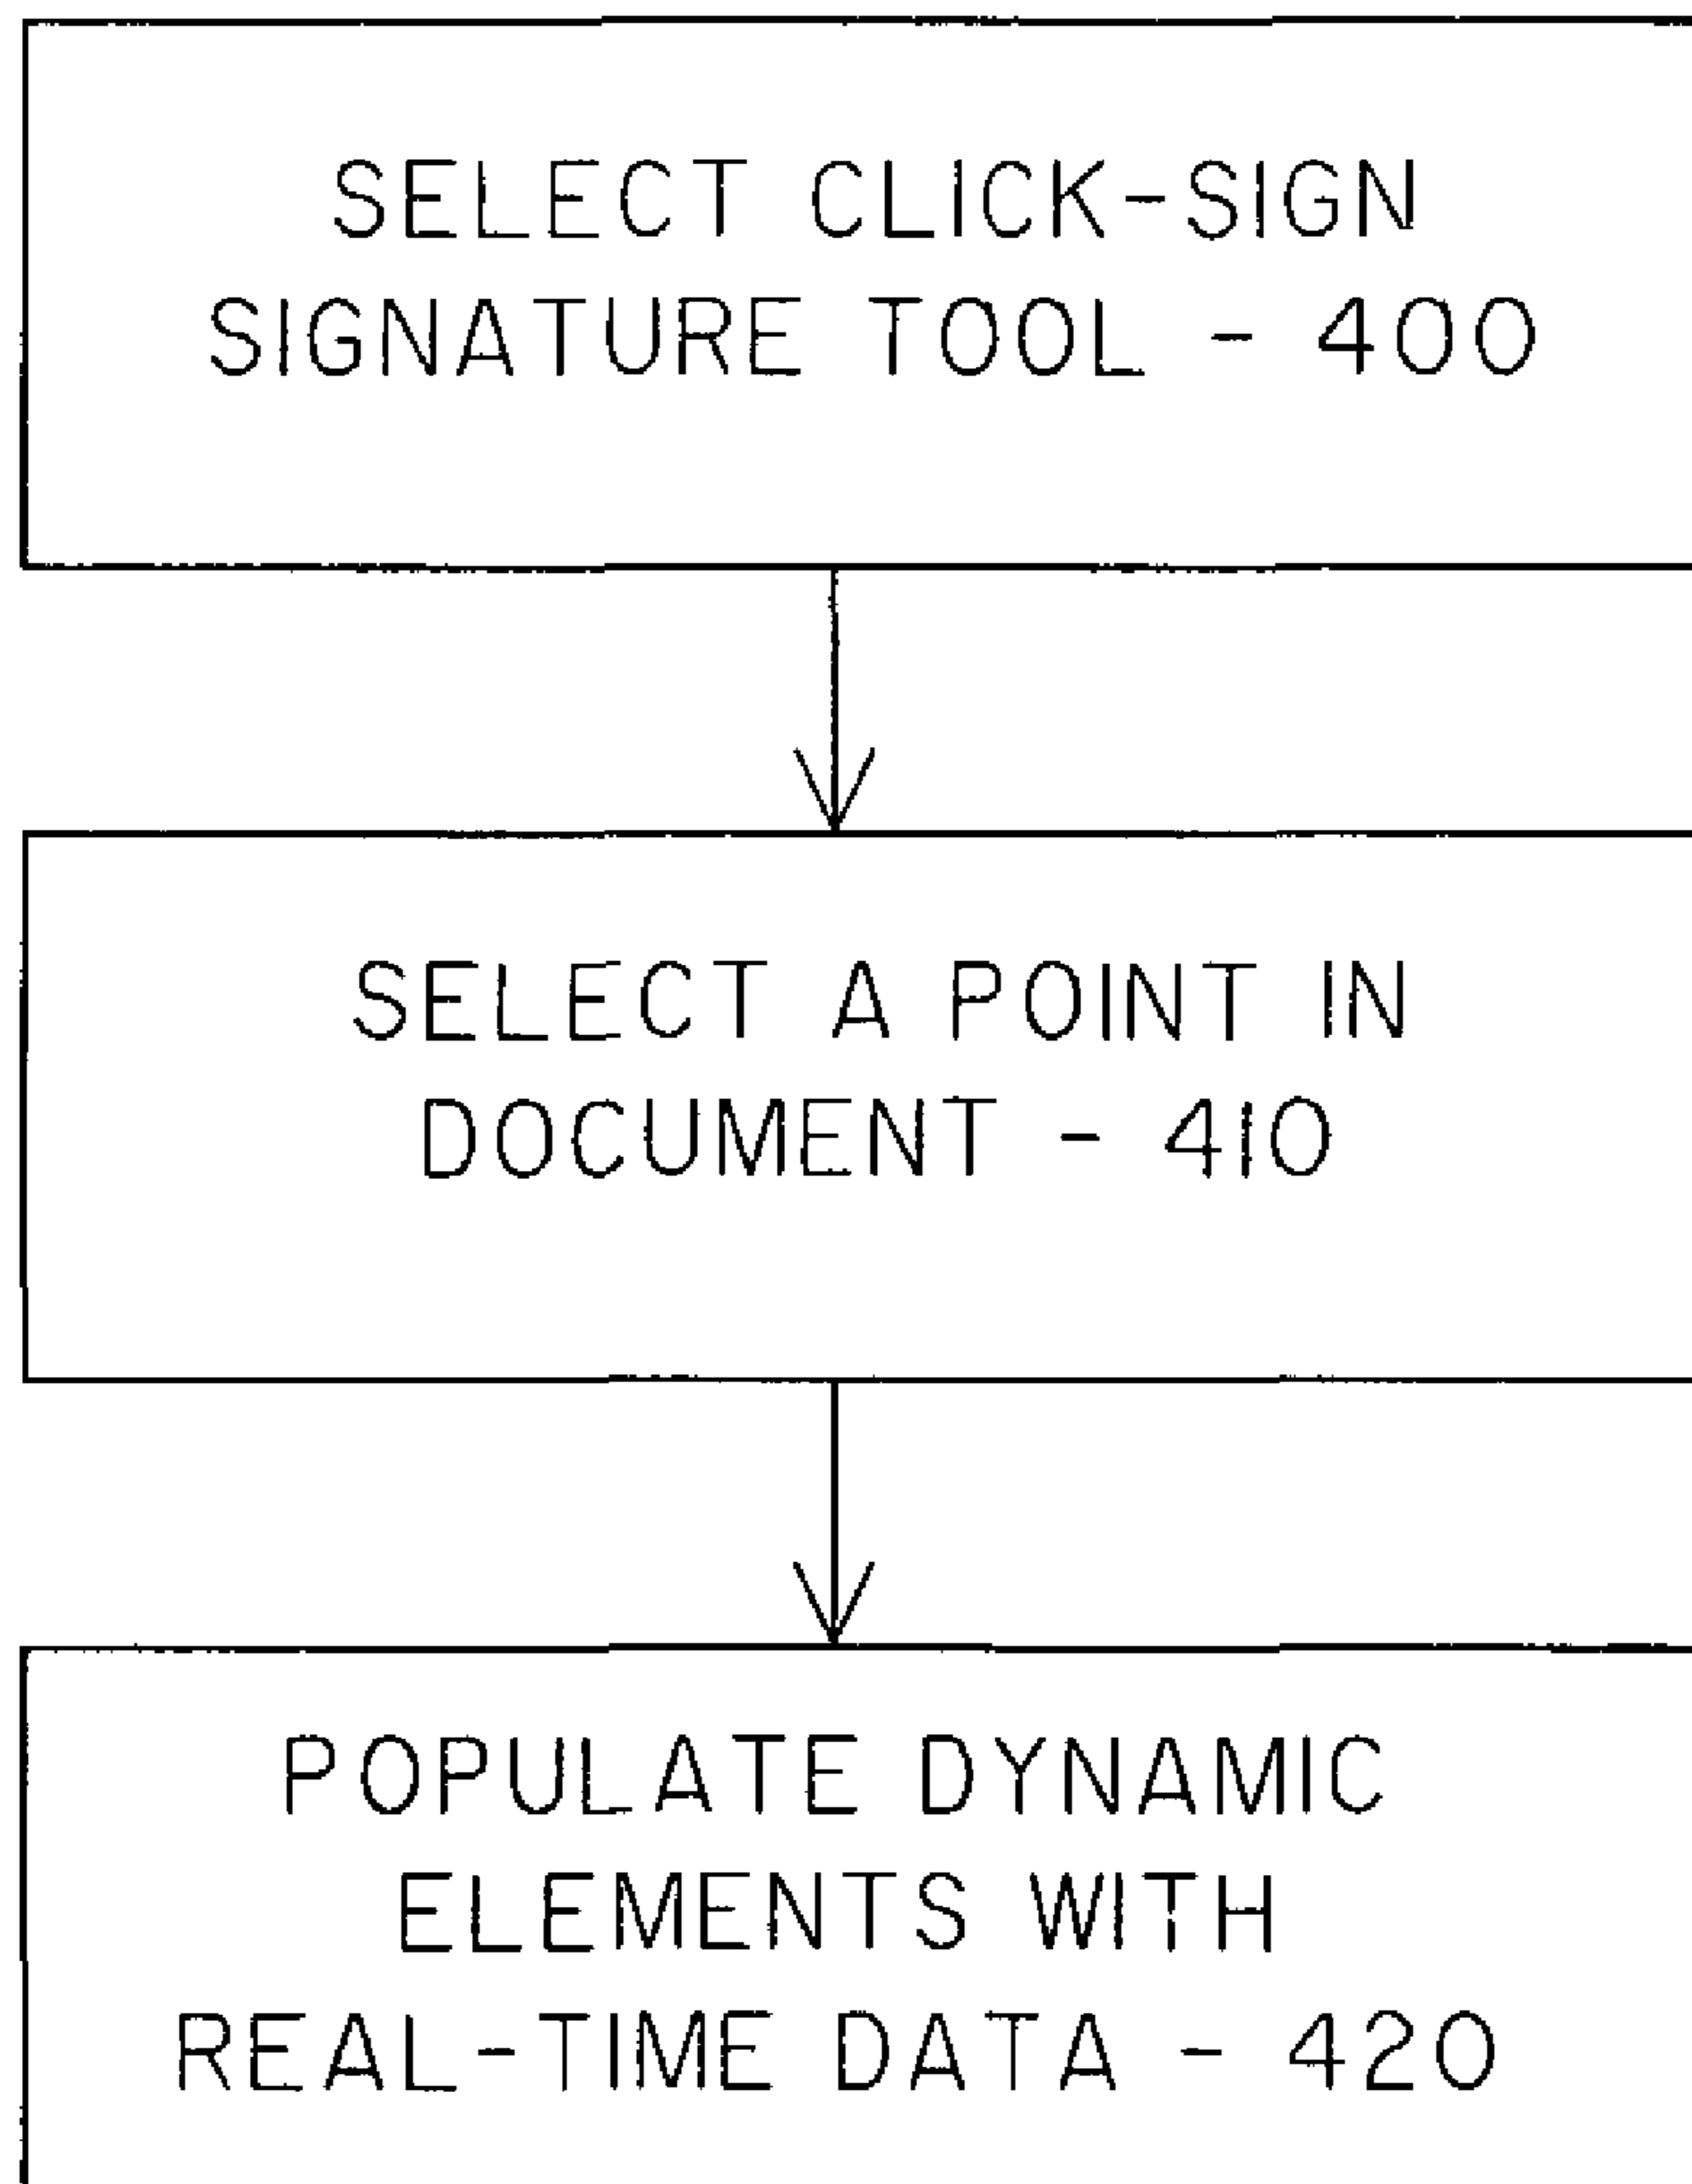 SELECT CLICK-SIGN
SIGNATURE TOOL - 400
SELECT A POINT IN
DOCUMENT - 410
POPULATE DYNAMIC
ELEMENTS WITH
REAL-TIME DATA - 420